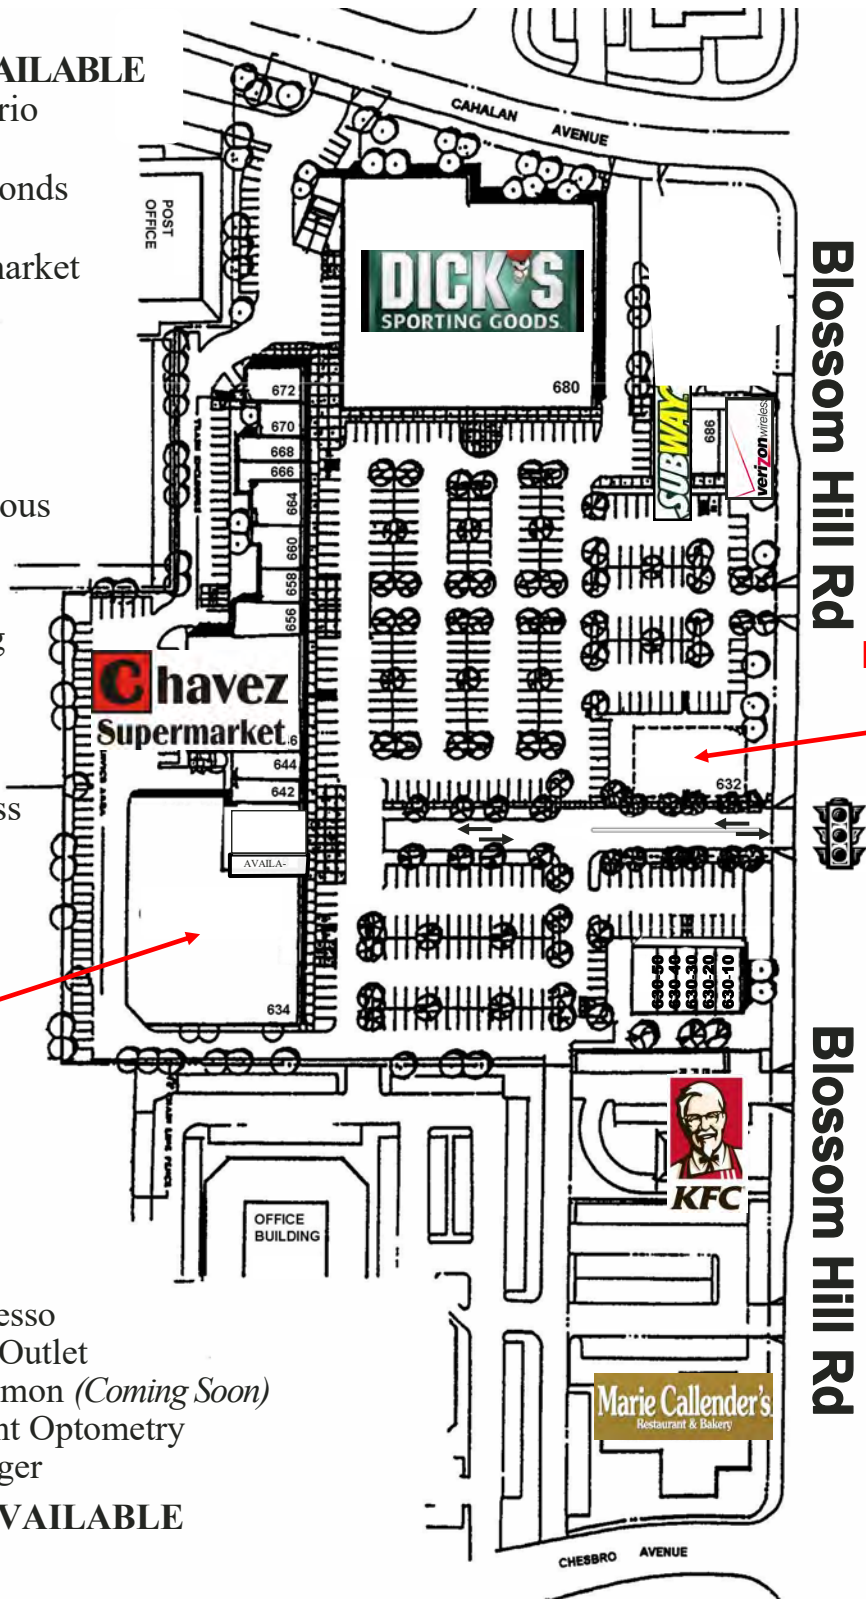 AILABLE
rio
onds
market
ous
g
ss
CAHALAN AVENUE
POST
OFFICE
DICK'S
SPORTING GOODS
680
672
670
668
666
664
660
658
656
SUBWAY
686
verizonwireless
Blossom Hill Rd
Chavez
Supermarket
644
642
632
AVAILA-
634
630-50
630-40
630-30
630-20
630-10
KFC
Blossom Hill Rd
OFFICE
BUILDING
esso
Outlet
mon (Coming Soon)
nt Optometry
ger
VAILABLE
Marie Callender's
Restaurant & Bakery
CHESBRO AVENUE